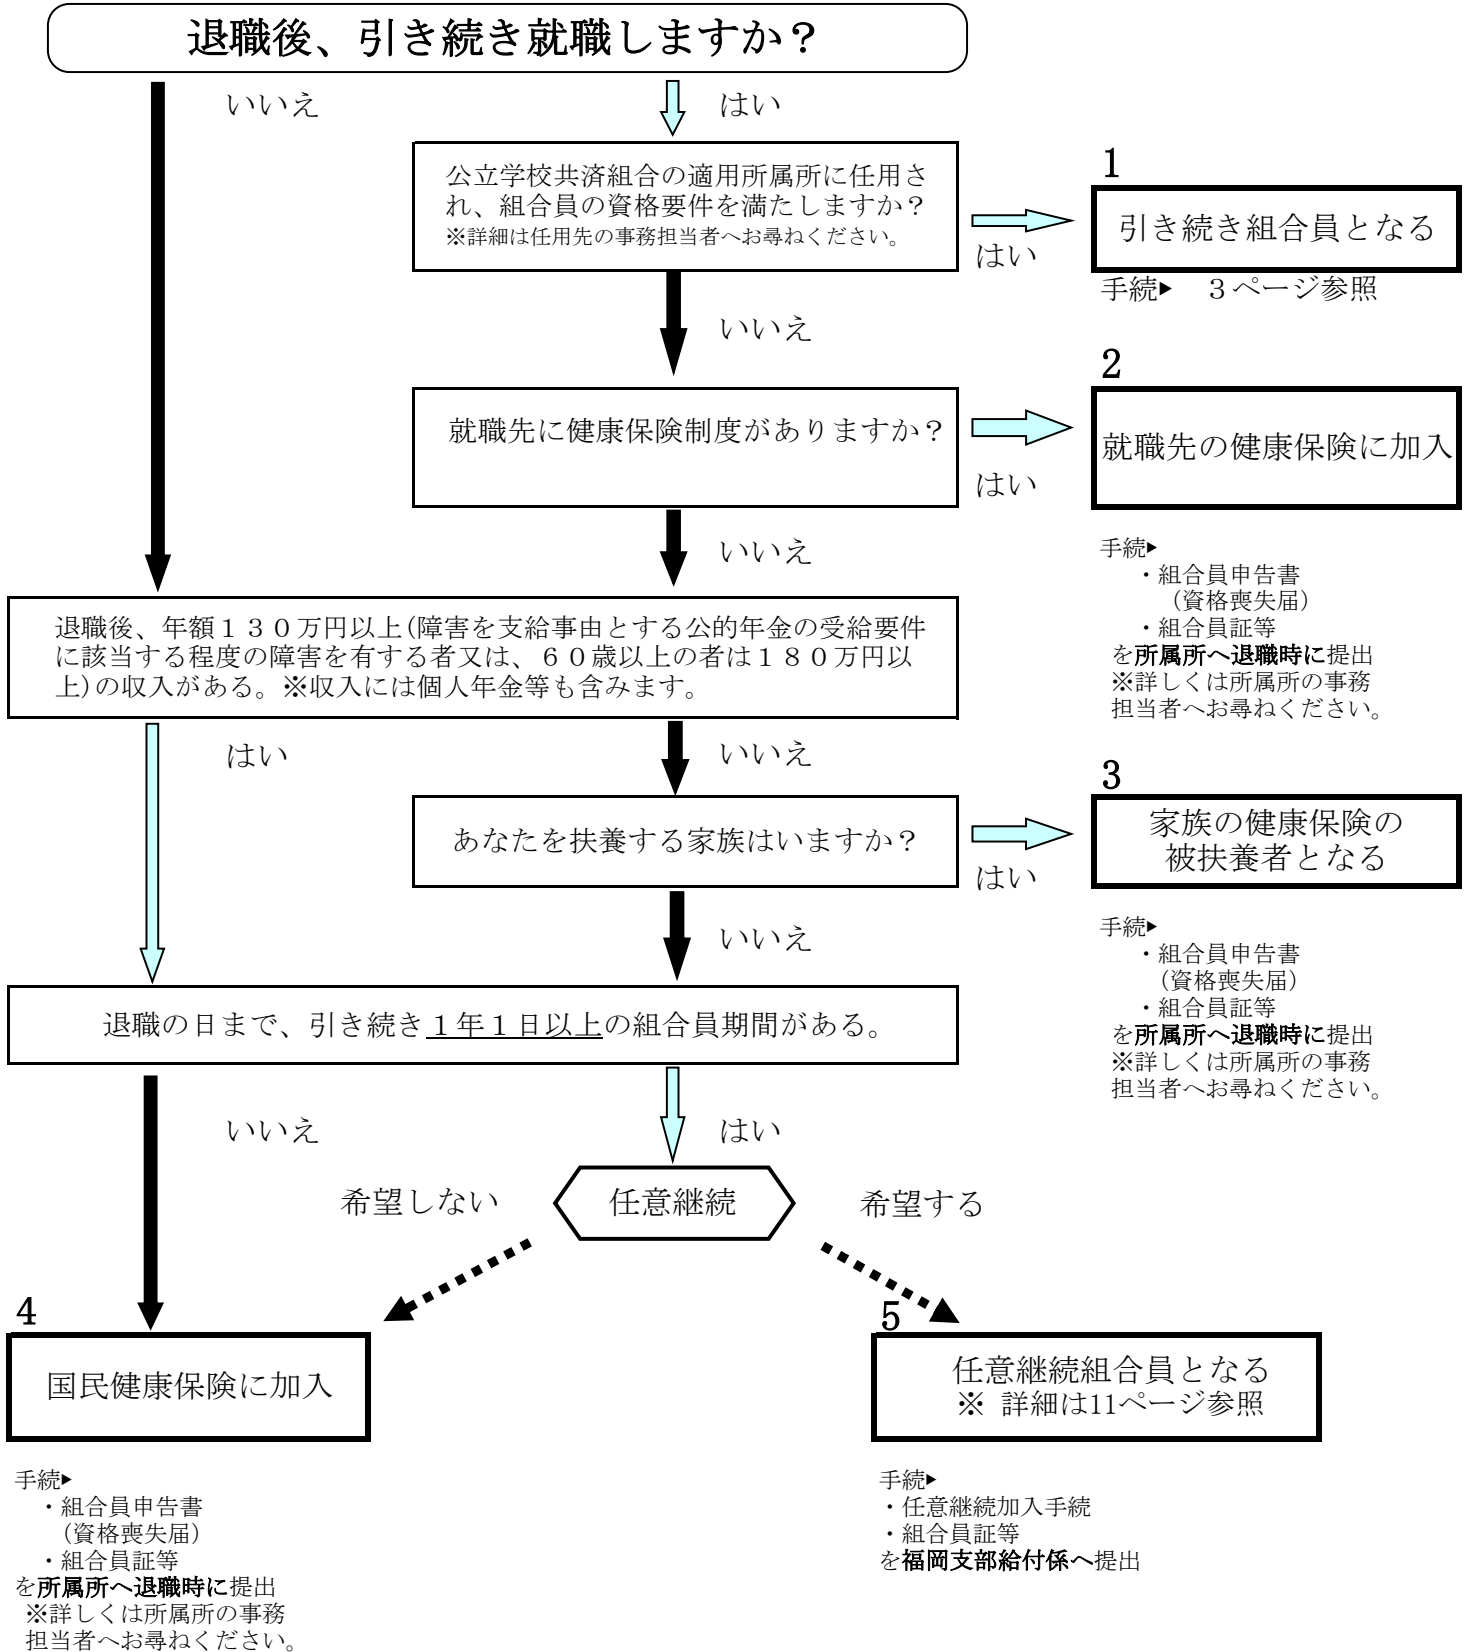 退職後、引き続き就職しますか？
いいえ
はい
公立学校共済組合の適用所属所に任用さ
れ、組合員の資格要件を満たしますか？
※詳細は任用先の事務担当者へお尋ねください。
はい
1
引き続き組合員となる
手続▶　３ページ参照
いいえ
就職先に健康保険制度がありますか？
はい
2
就職先の健康保険に加入
手続▶
・組合員申告書
（資格喪失届）
・組合員証等
を所属所へ退職時に提出
※詳しくは所属所の事務
担当者へお尋ねください。
いいえ
退職後、年額１３０万円以上(障害を支給事由とする公的年金の受給要件
に該当する程度の障害を有する者又は、６０歳以上の者は１８０万円以
上)の収入がある。※収入には個人年金等も含みます。
はい
いいえ
あなたを扶養する家族はいますか？
はい
3
家族の健康保険の
被扶養者となる
手続▶
・組合員申告書
（資格喪失届）
・組合員証等
を所属所へ退職時に提出
※詳しくは所属所の事務
担当者へお尋ねください。
いいえ
退職の日まで、引き続き１年１日以上の組合員期間がある。
いいえ
はい
希望しない
任意継続
希望する
4
国民健康保険に加入
手続▶
・組合員申告書
（資格喪失届）
・組合員証等
を所属所へ退職時に提出
※詳しくは所属所の事務
担当者へお尋ねください。
5
任意継続組合員となる
※ 詳細は11ページ参照
手続▶
・任意継続加入手続
・組合員証等
を福岡支部給付係へ提出